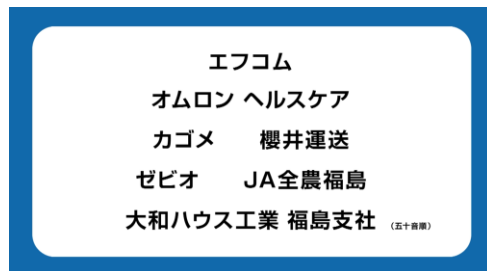 エフコム
オムロン ヘルスケア
カゴメ　　櫻井運送
ゼビオ　　JA全農福島
大和ハウス工業 福島支社 (五十音順)